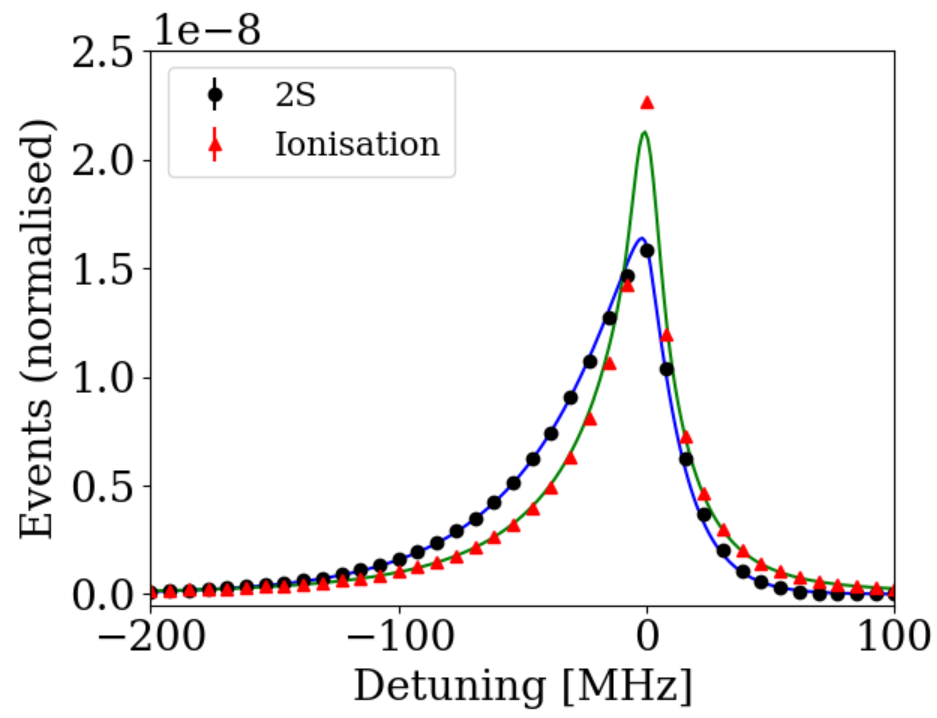 1e−8
2.5
2.0
1.5
1.0
0.5
0.0
Events (normalised)
2S
Ionisation
−200 −100 0 100
Detuning [MHz]